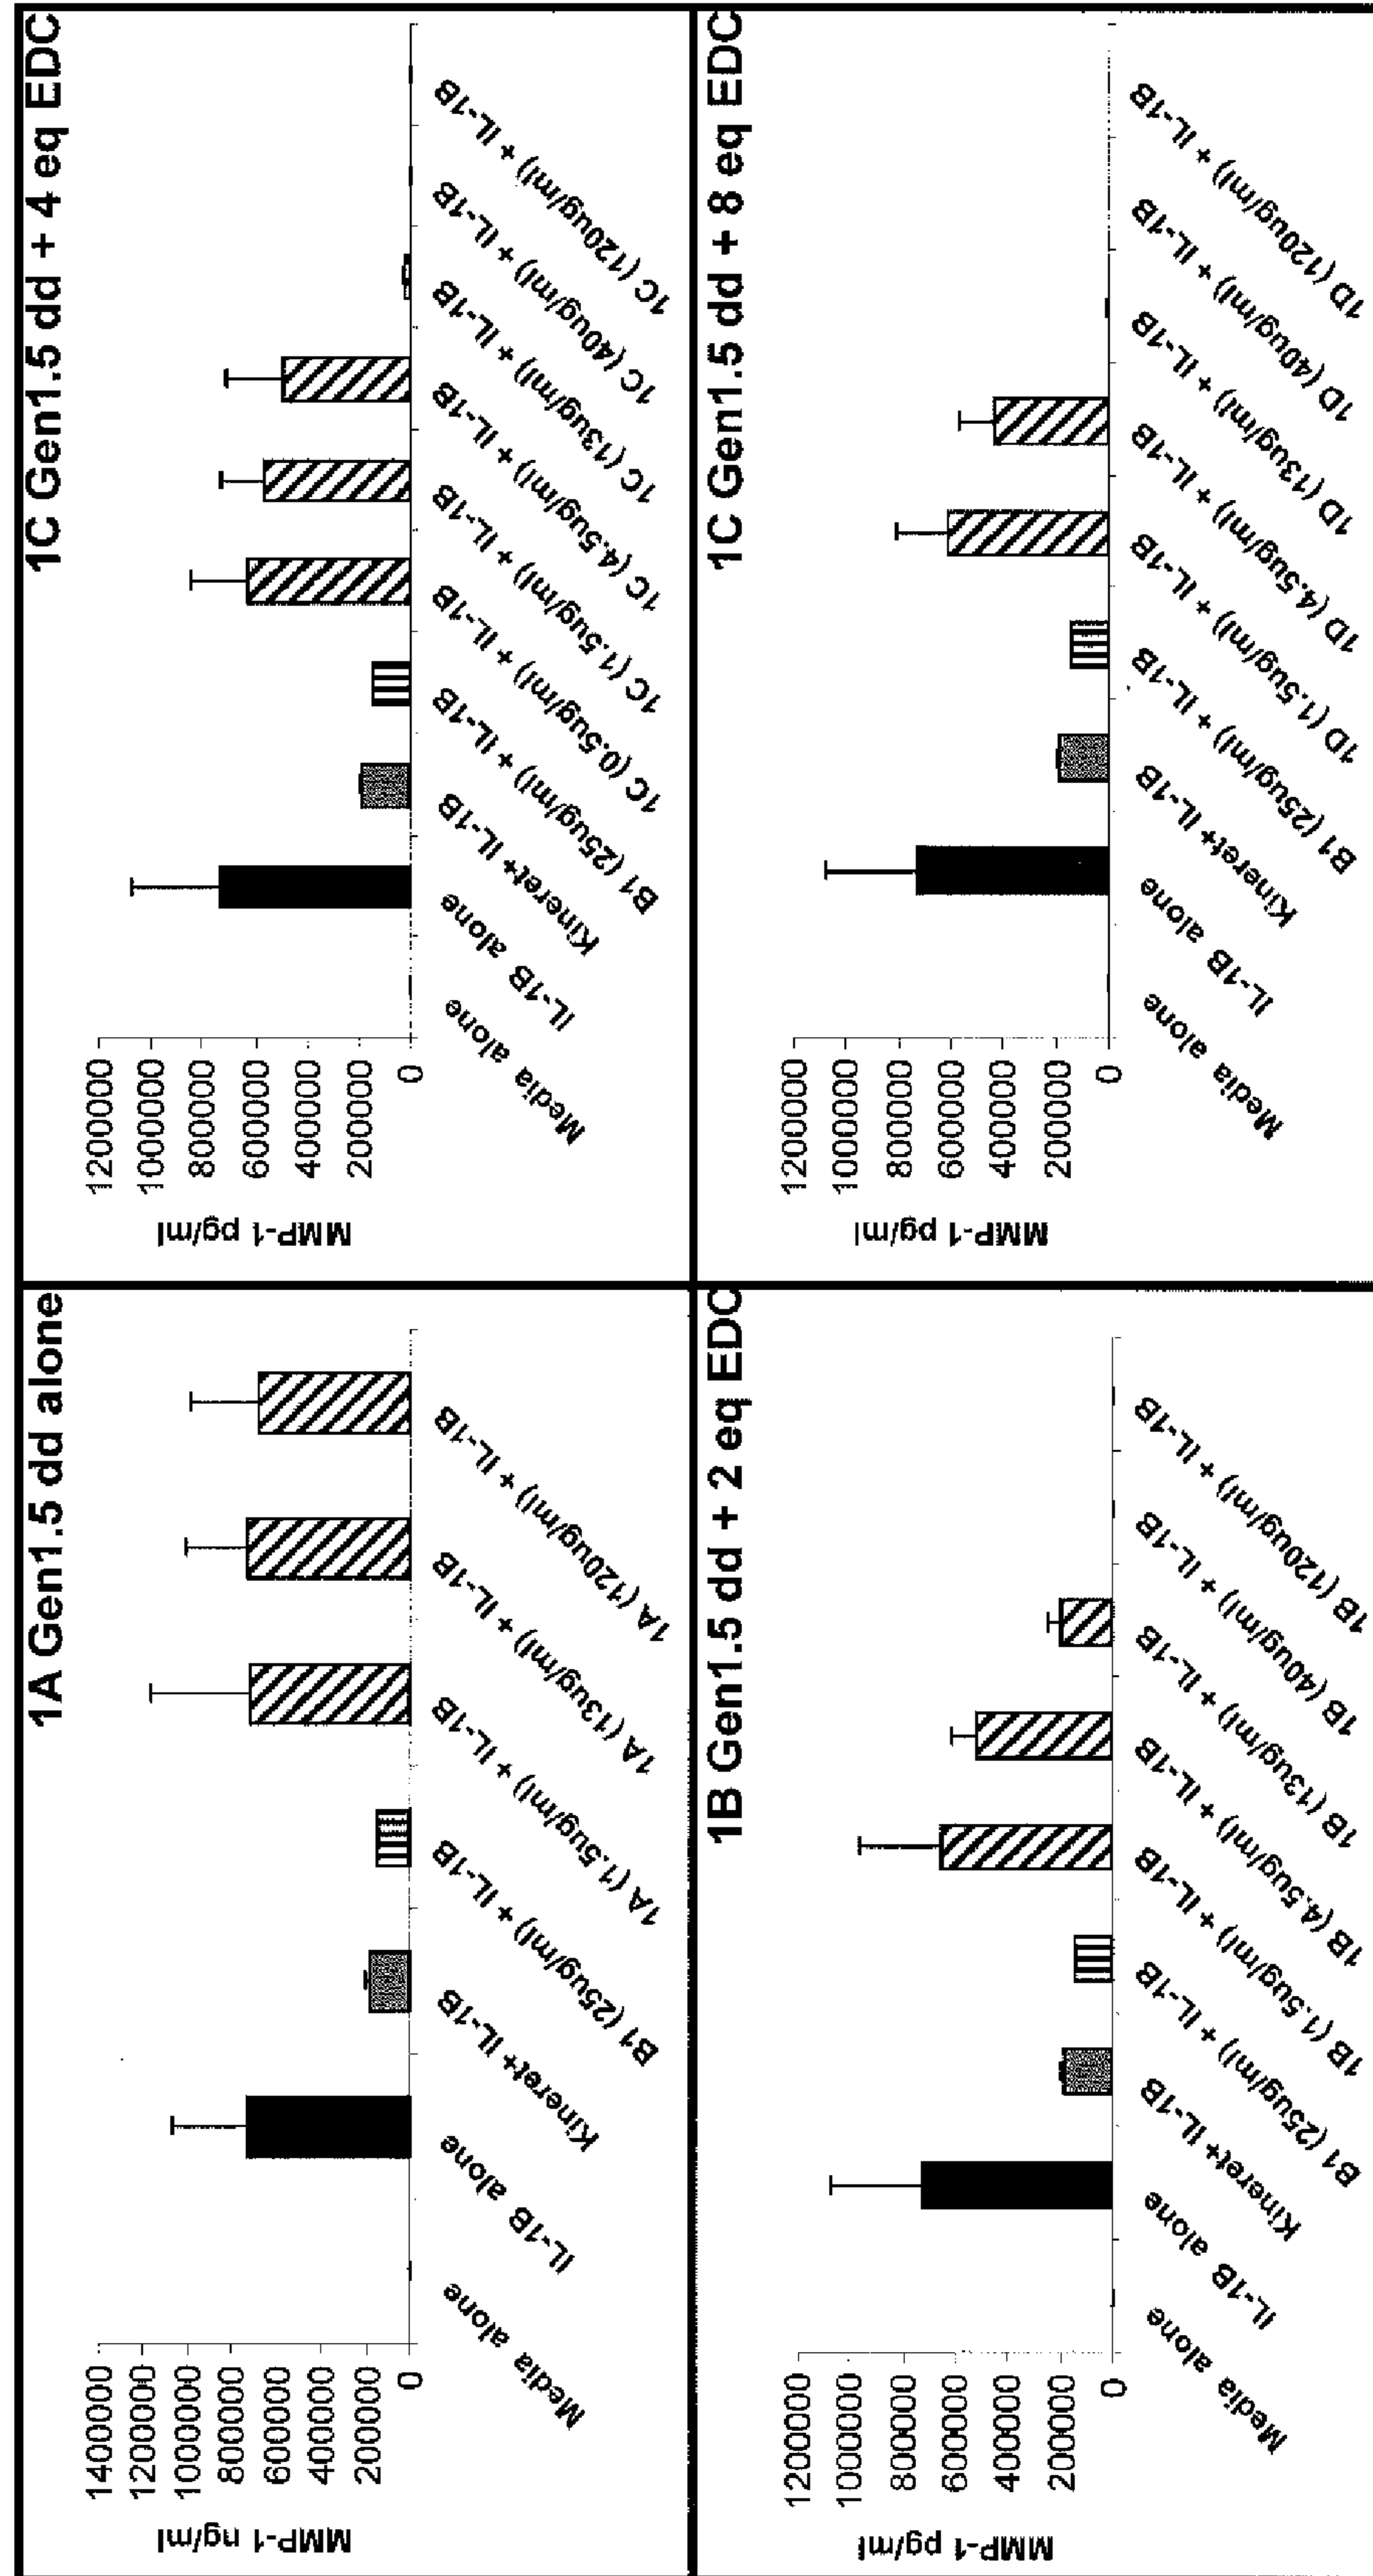 1A Gen1.5 dd alone
MMP-1 ng/ml
1400000
1200000
1000000
800000
600000
400000
200000
0
Media alone
IL-1B alone
Kineret+ IL-1B
B1 (25ug/ml) + IL-1B
1A (1.5ug/ml) + IL-1B
1A (13ug/ml) + IL-1B
1A (120ug/ml) + IL-1B
1C Gen1.5 dd + 4 eq EDC
MMP-1 pg/ml
1200000
1000000
800000
600000
400000
200000
0
Media alone
IL-1B alone
Kineret+ IL-1B
B1 (25ug/ml) + IL-1B
1C (0.5ug/ml) + IL-1B
1C (1.5ug/ml) + IL-1B
1C (4.5ug/ml) + IL-1B
1C (13ug/ml) + IL-1B
1C (40ug/ml) + IL-1B
1C (120ug/ml) + IL-1B
1B Gen1.5 dd + 2 eq EDC
MMP-1 pg/ml
1200000
1000000
800000
600000
400000
200000
0
Media alone
IL-1B alone
Kineret+ IL-1B
B1 (25ug/ml) + IL-1B
1B (1.5ug/ml) + IL-1B
1B (4.5ug/ml) + IL-1B
1B (13ug/ml) + IL-1B
1B (40ug/ml) + IL-1B
1B (120ug/ml) + IL-1B
1C Gen1.5 dd + 8 eq EDC
MMP-1 pg/ml
1200000
1000000
800000
600000
400000
200000
0
Media alone
IL-1B alone
Kineret+ IL-1B
B1 (25ug/ml) + IL-1B
1D (1.5ug/ml) + IL-1B
1D (4.5ug/ml) + IL-1B
1D (13ug/ml) + IL-1B
1D (40ug/ml) + IL-1B
1D (120ug/ml) + IL-1B